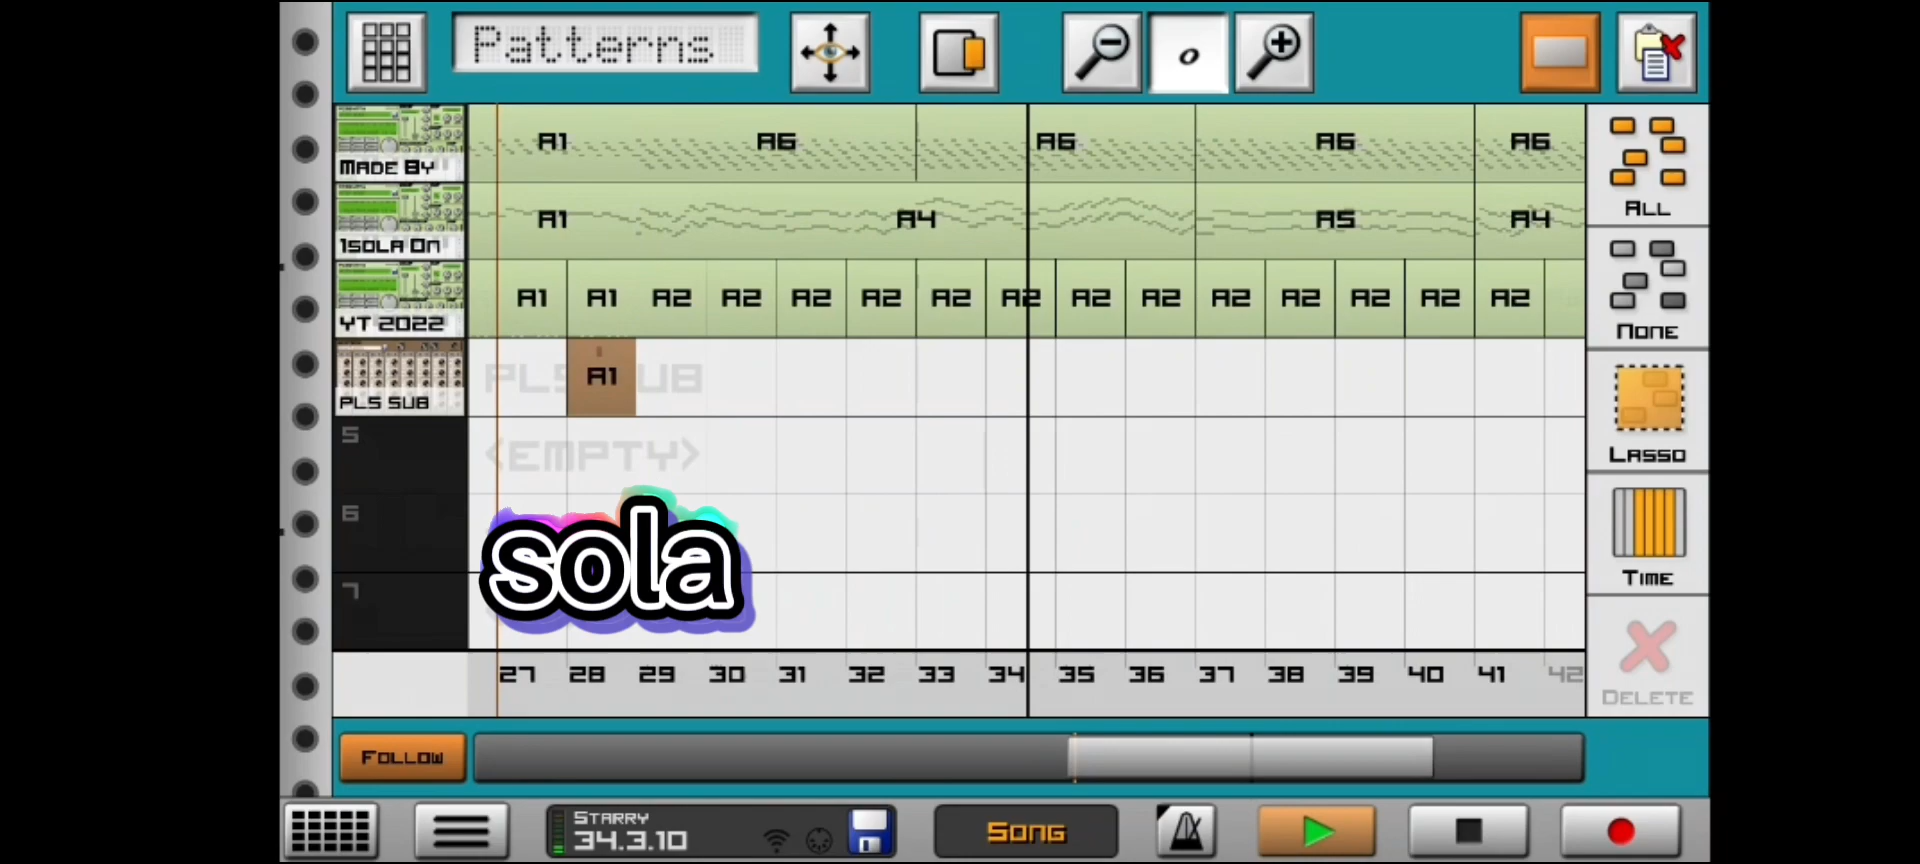 Patterns
o
A1 A6 A6 A6 A6
MADE BY
A1 A4 A5 A4
1SOLA ON
A1 A1 A2 A2 A2 A2 A2 A2 A2 A2 A2 A2 A2 A2 A2
YT 2022
PLS SUB
A1
PLS SUB
5
<EMPTY>
6
sola
7
27 28 29 30 31 32 33 34 35 36 37 38 39 40 41 42
ALL
NONE
LASSO
TIME
DELETE
FOLLOW
STARRY
34.3.10
SONG